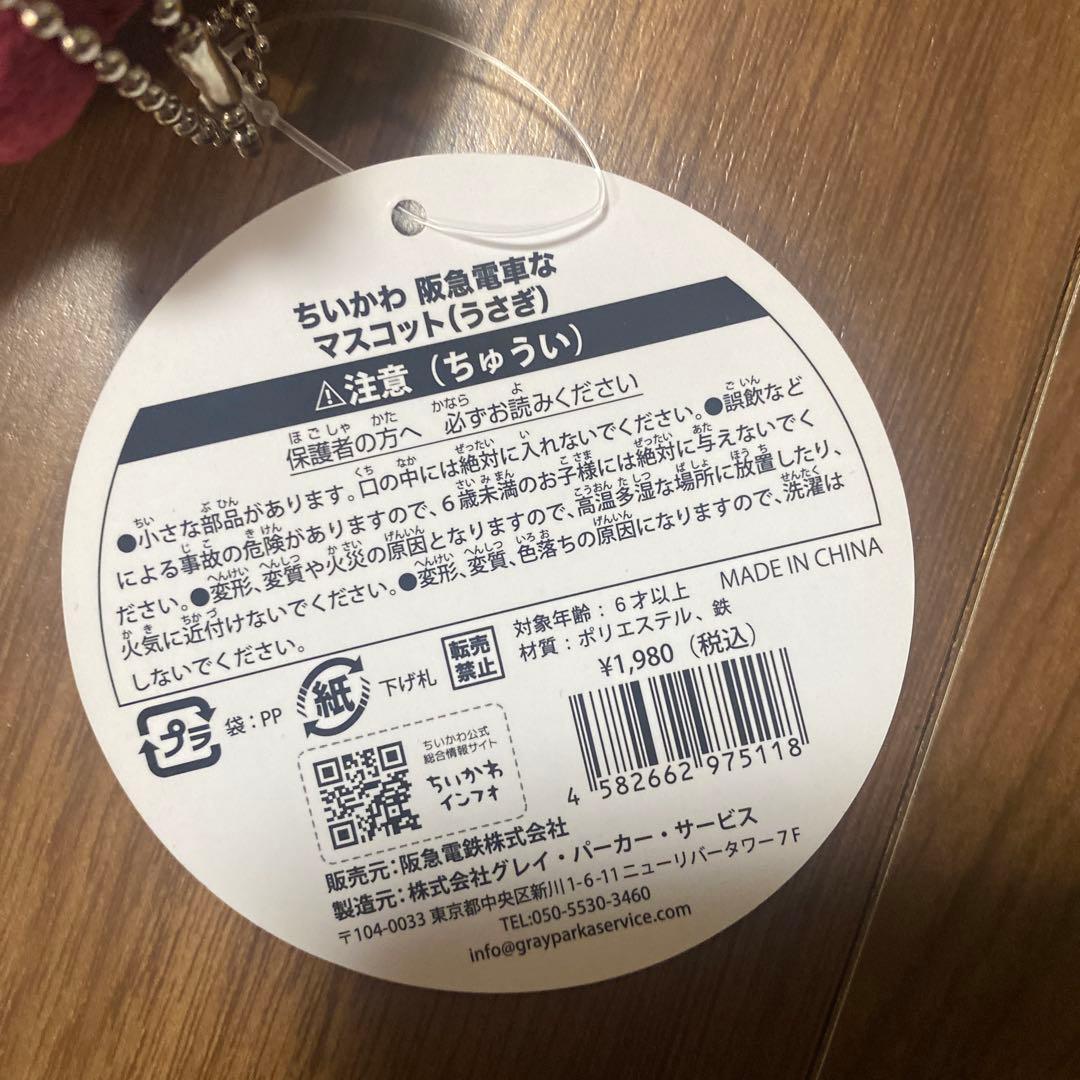 ちいかわ 阪急電車な
マスコット(うさぎ)
⚠注意（ちゅうい）
保護者の方へ 必ずお読みください
●小さな部品があります。口の中には絶対に入れないでください。●誤飲など
による事故の危険がありますので、6歳未満のお子様には絶対に与えないでく
ださい。●変形、変質や火災の原因となりますので、高温多湿な場所に放置したり、
火気に近付けないでください。●変形、変質、色落ちの原因になりますので、洗濯は
しないでください。
MADE IN CHINA
対象年齢：6才以上
材質：ポリエステル、鉄
¥1,980（税込）
プラ
袋：PP
紙
下げ札
転売
禁止
ちいかわ公式
総合情報サイト
ちいかわ
インフォ
4 582662 975118
販売元：阪急電鉄株式会社
製造元：株式会社グレイ・パーカー・サービス
〒104-0033 東京都中央区新川1-6-11 ニューリバータワー7F
TEL:050-5530-3460
info@grayparkaservice.com